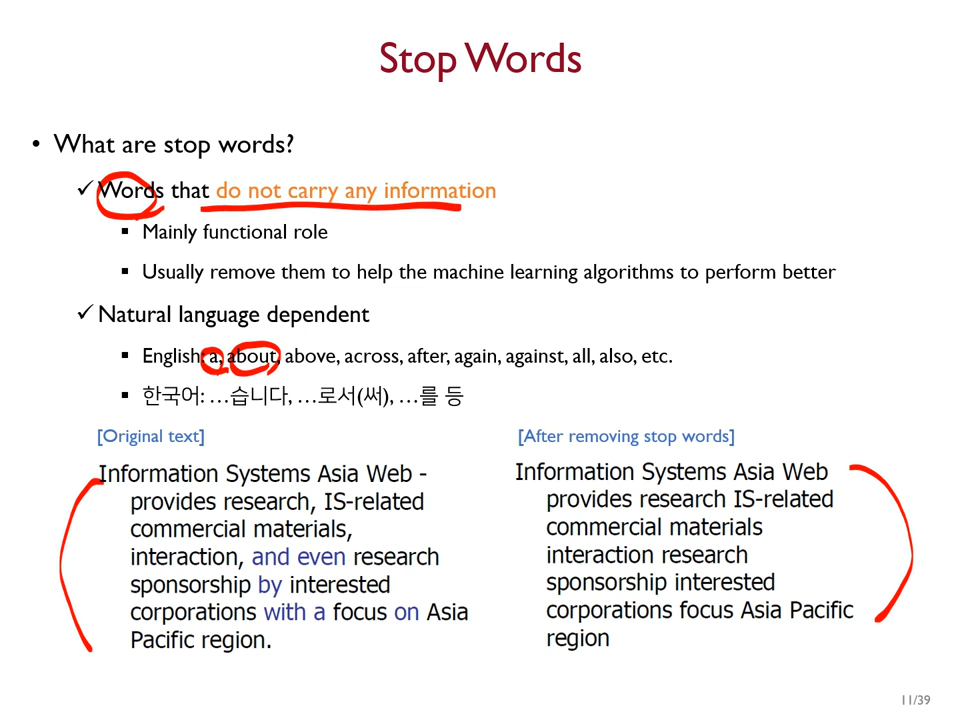 Stop Words
• What are stop words?
✓ Words that do not carry any information
▪ Mainly functional role
▪ Usually remove them to help the machine learning algorithms to perform better
✓ Natural language dependent
▪ English: a, about, above, across, after, again, against, all, also, etc.
▪ 한국어: …습니다, …로서(써), …를 등
[Original text]
Information Systems Asia Web -
provides research, IS-related
commercial materials,
interaction, and even research
sponsorship by interested
corporations with a focus on Asia
Pacific region.
[After removing stop words]
Information Systems Asia Web
provides research IS-related
commercial materials
interaction research
sponsorship interested
corporations focus Asia Pacific
region
11/39